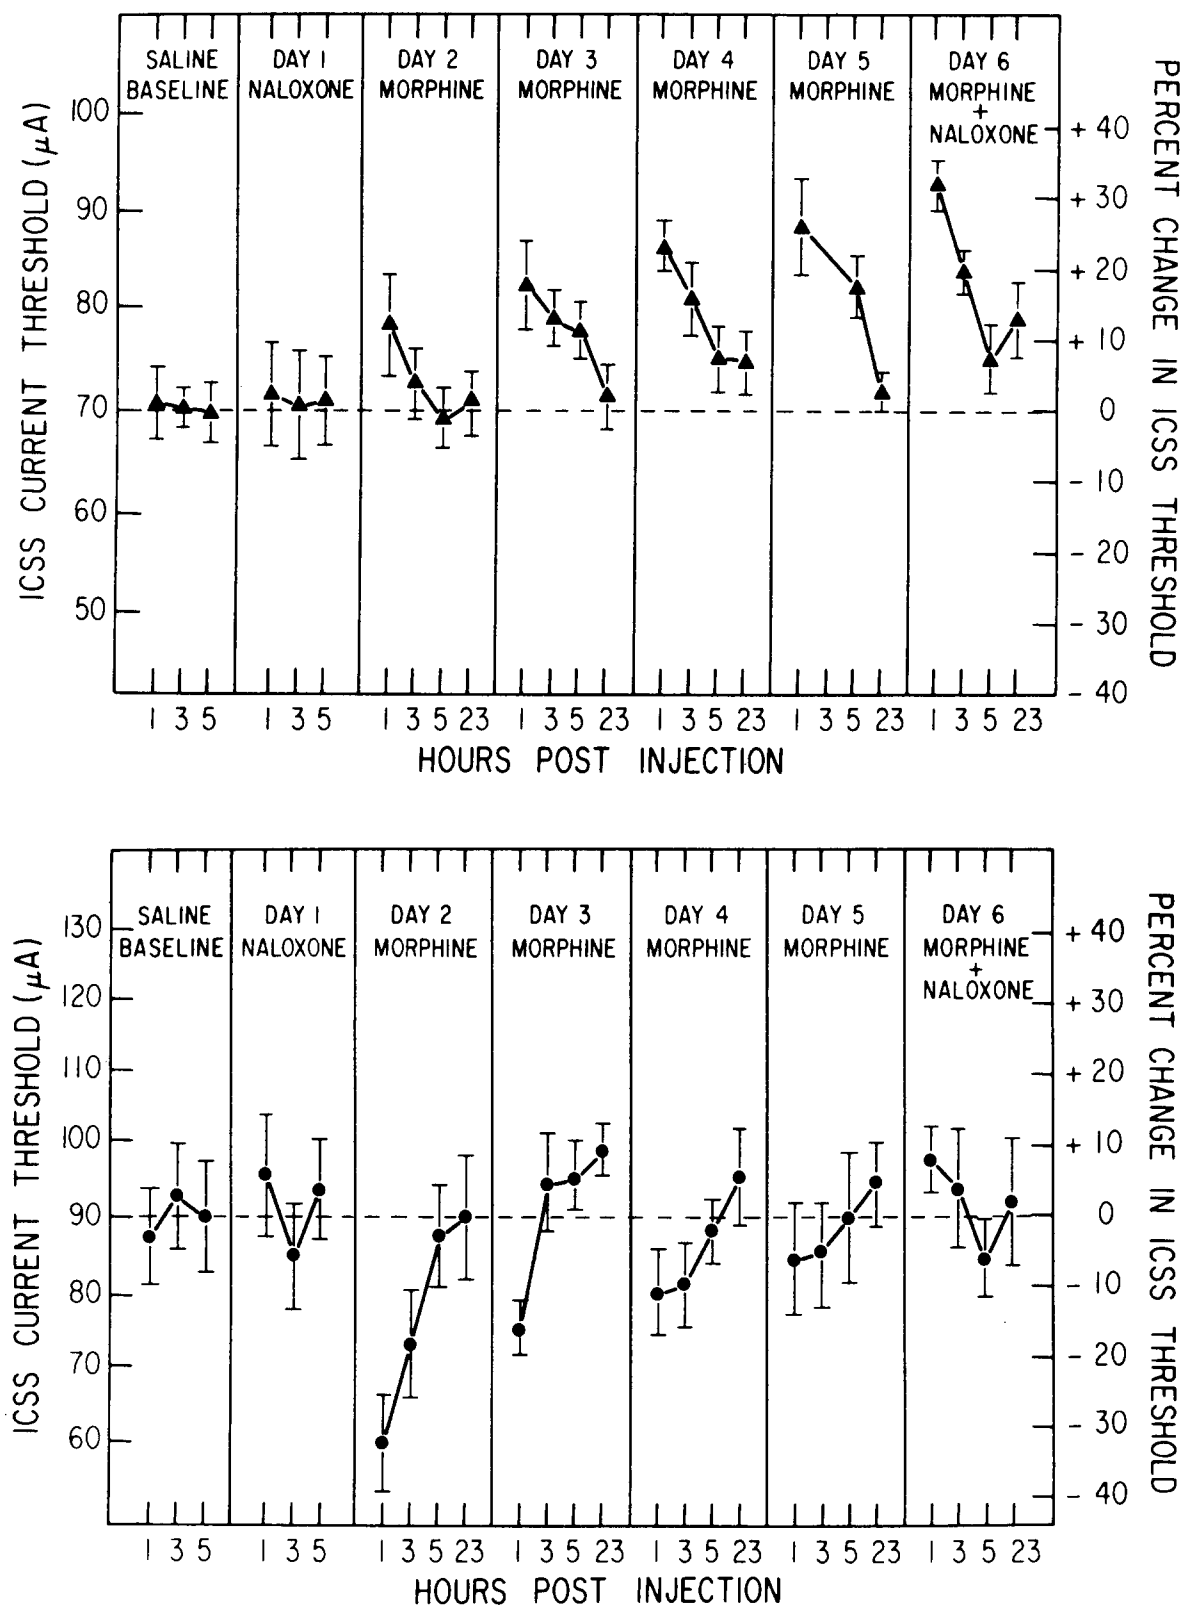 SALINE
BASELINE
DAY 1
NALOXONE
DAY 2
MORPHINE
DAY 3
MORPHINE
DAY 4
MORPHINE
DAY 5
MORPHINE
DAY 6
MORPHINE
+
NALOXONE
ICSS CURRENT THRESHOLD (μA)
100
90
80
70
60
50
PERCENT CHANGE IN ICSS THRESHOLD
+ 40
+ 30
+ 20
+ 10
0
- 10
- 20
- 30
- 40
1 3 5 1 3 5 1 3 5 23 1 3 5 23 1 3 5 23 1 3 5 23 1 3 5 23
HOURS POST INJECTION
SALINE
BASELINE
DAY 1
NALOXONE
DAY 2
MORPHINE
DAY 3
MORPHINE
DAY 4
MORPHINE
DAY 5
MORPHINE
DAY 6
MORPHINE
+
NALOXONE
ICSS CURRENT THRESHOLD (μA)
130
120
110
100
90
80
70
60
PERCENT CHANGE IN ICSS THRESHOLD
+ 40
+ 30
+ 20
+ 10
0
- 10
- 20
- 30
- 40
1 3 5 1 3 5 1 3 5 23 1 3 5 23 1 3 5 23 1 3 5 23 1 3 5 23
HOURS POST INJECTION